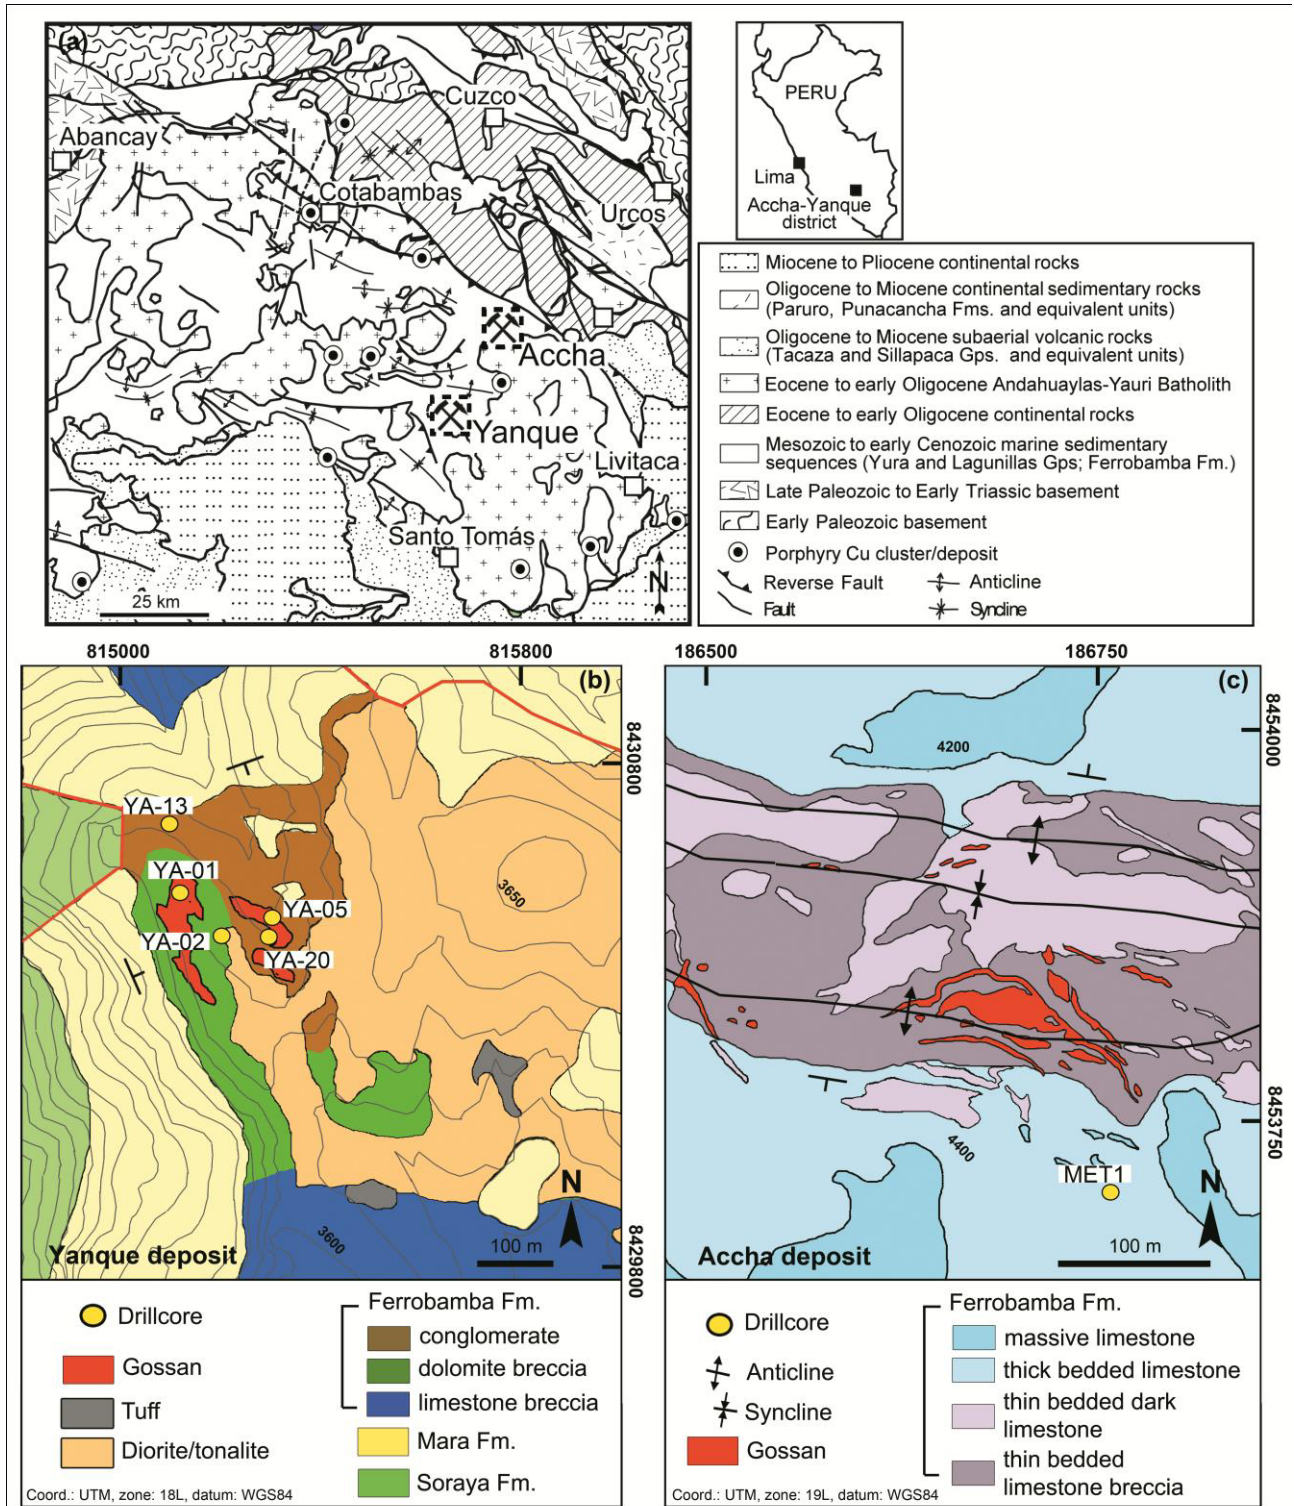 (a)
Cuzco
Abancay
Cotabambas
Urcos
Accha
Yanque
Livitaca
Santo Tomás
25 km
N
PERU
Lima
Accha-Yanque
district
Miocene to Pliocene continental rocks
Oligocene to Miocene continental sedimentary rocks
(Paruro, Punacancha Fms. and equivalent units)
Oligocene to Miocene subaerial volcanic rocks
(Tacaza and Sillapaca Gps. and equivalent units)
Eocene to early Oligocene Andahuaylas-Yauri Batholith
Eocene to early Oligocene continental rocks
Mesozoic to early Cenozoic marine sedimentary
sequences (Yura and Lagunillas Gps; Ferrobamba Fm.)
Late Paleozoic to Early Triassic basement
Early Paleozoic basement
Porphyry Cu cluster/deposit
Reverse Fault
Anticline
Fault
Syncline
815000
815800
(b)
8430800
YA-13
YA-01
YA-05
YA-02
YA-20
3650
3600
N
Yanque deposit
100 m
8429800
Drillcore
Gossan
Tuff
Diorite/tonalite
Ferrobamba Fm.
conglomerate
dolomite breccia
limestone breccia
Mara Fm.
Soraya Fm.
Coord.: UTM, zone: 18L, datum: WGS84
186500
186750
(c)
8454000
4200
8453750
4400
MET1
N
Accha deposit
100 m
Drillcore
Anticline
Syncline
Gossan
Ferrobamba Fm.
massive limestone
thick bedded limestone
thin bedded dark
limestone
thin bedded
limestone breccia
Coord.: UTM, zone: 19L, datum: WGS84